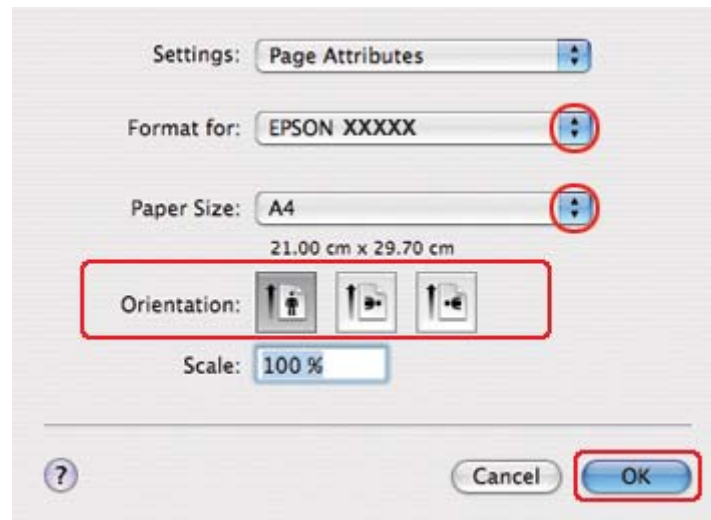 Settings: Page Attributes
Format for: EPSON XXXXX
Paper Size: A4
21.00 cm x 29.70 cm
Orientation:
Scale: 100 %
? Cancel OK